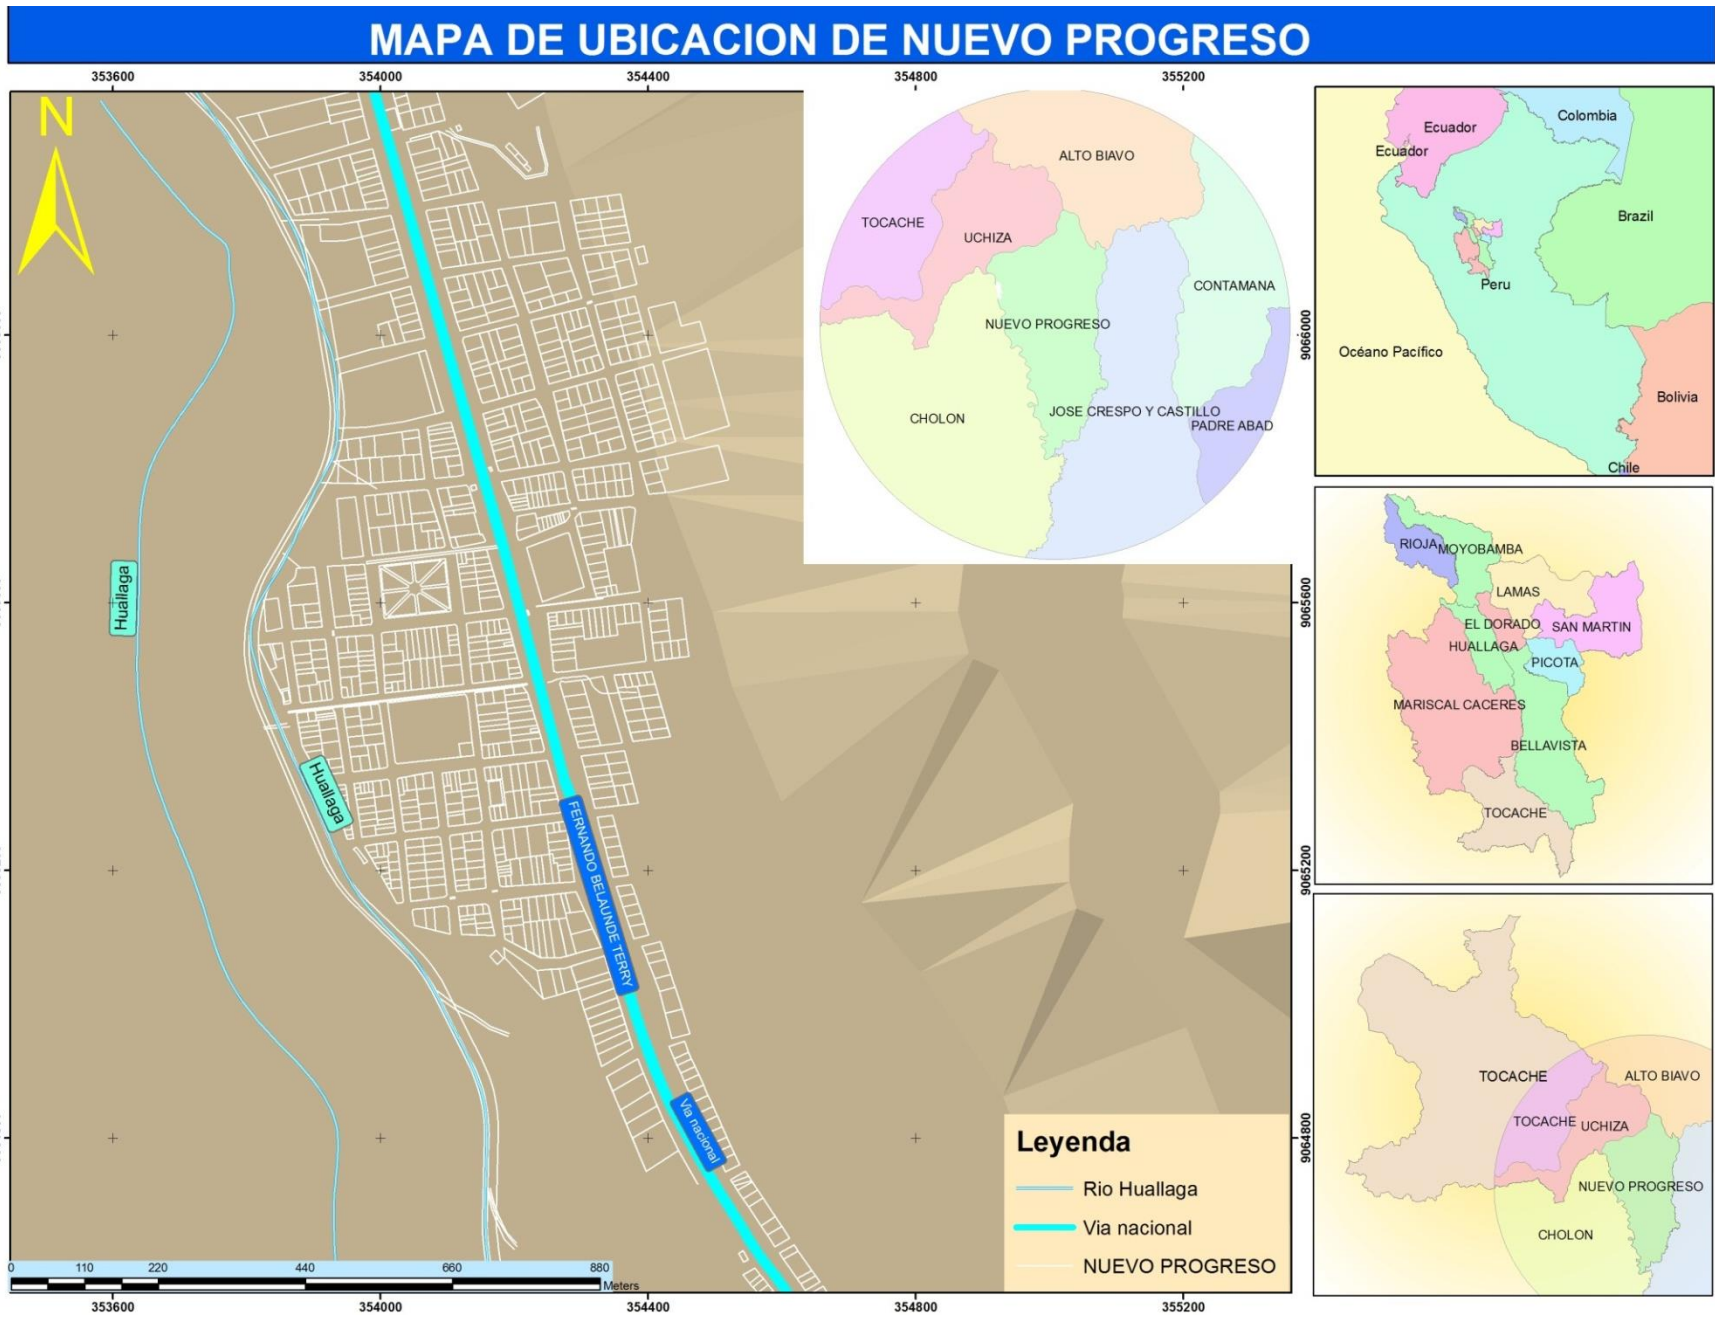 MAPA DE UBICACION DE NUEVO PROGRESO
353600
354000
354400
354800
355200
N
Huallaga
Huallaga
FERNANDO BELAUNDE TERRY
Via nacional
ALTO BIAVO
TOCACHE
UCHIZA
CONTAMANA
NUEVO PROGRESO
CHOLON
JOSE CRESPO Y CASTILLO
PADRE ABAD
9066000
9065600
9065200
9064800
Leyenda
Rio Huallaga
Via nacional
NUEVO PROGRESO
0 110 220 440 660 880
Meters
353600
354000
354400
354800
355200
Colombia
Ecuador
Ecuador
Brazil
Peru
Océano Pacífico
Bolivia
Chile
RIOJA
MOYOBAMBA
LAMAS
EL DORADO
SAN MARTIN
HUALLAGA
PICOTA
MARISCAL CACERES
BELLAVISTA
TOCACHE
TOCACHE
ALTO BIAVO
TOCACHE
UCHIZA
NUEVO PROGRESO
CHOLON